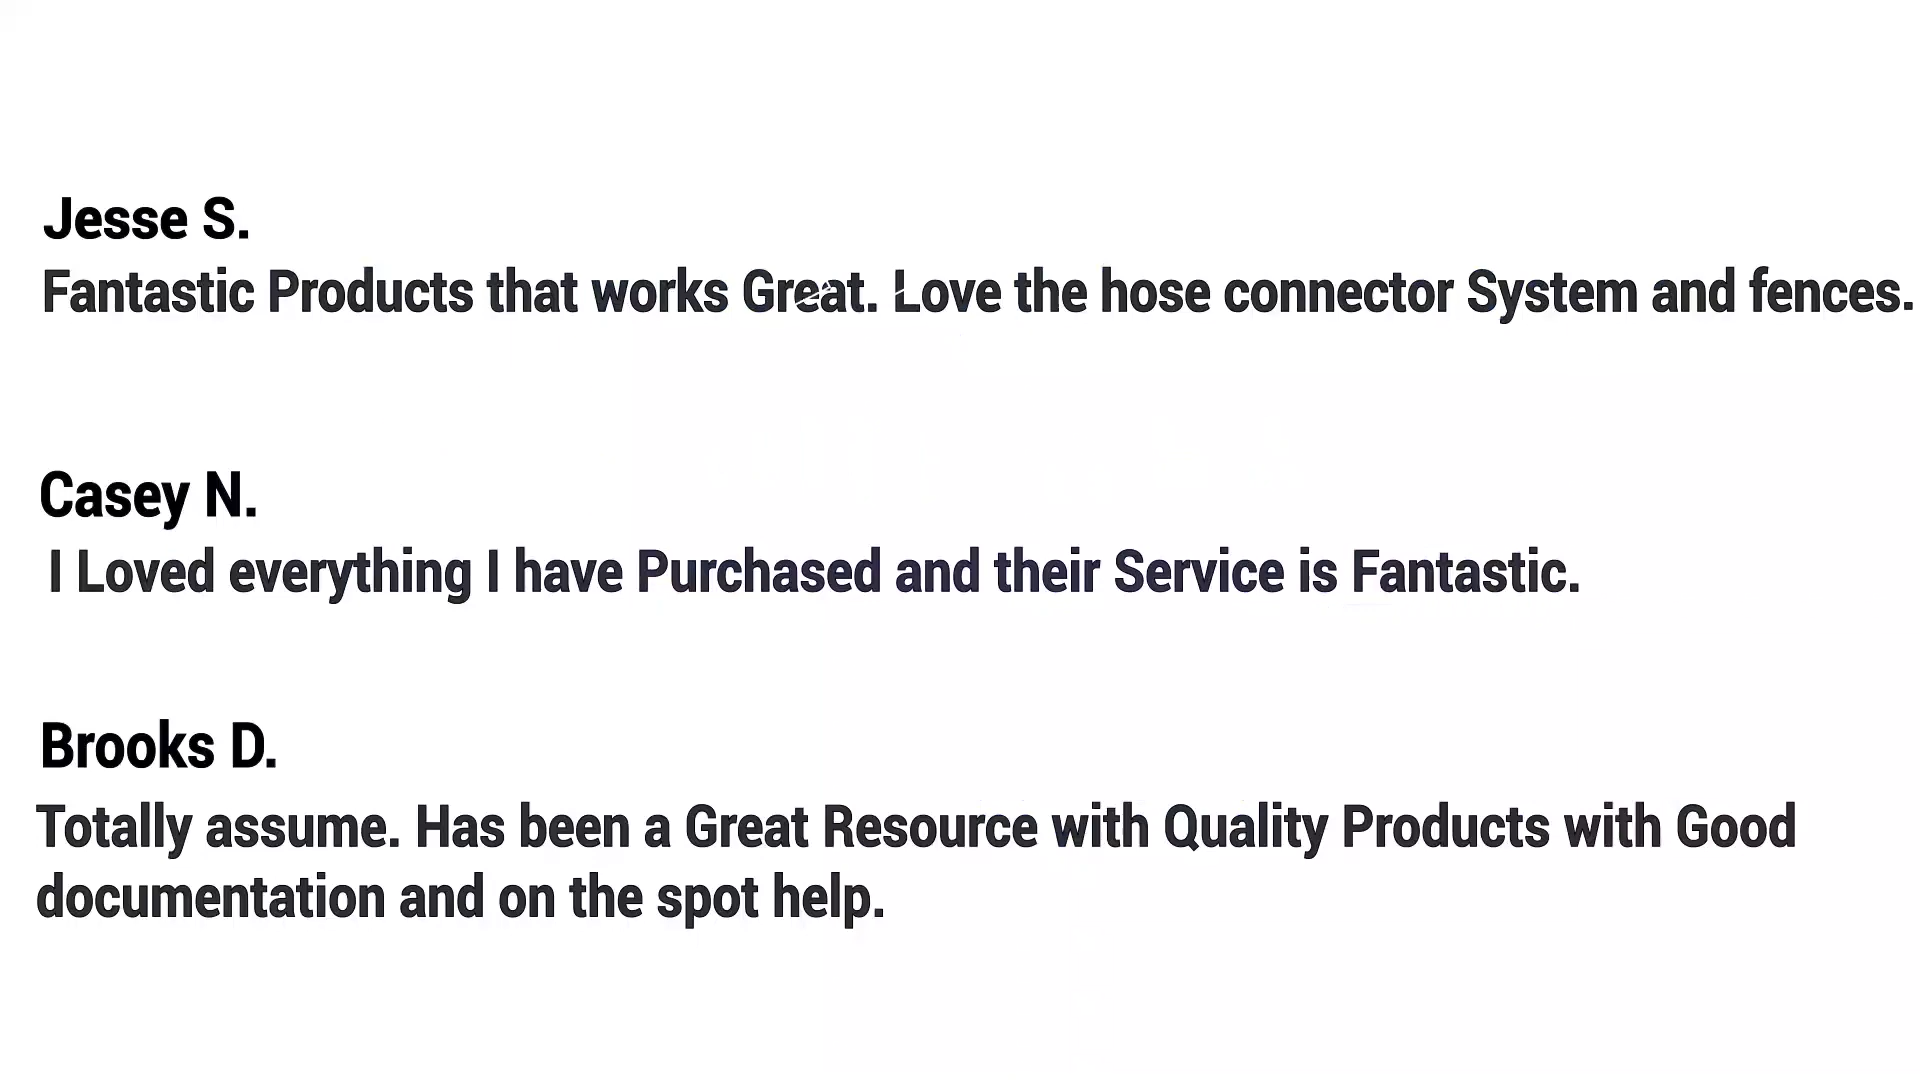 Jesse S.
Fantastic Products that works Great. Love the hose connector System and fences.
Casey N.
I Loved everything I have Purchased and their Service is Fantastic.
Brooks D.
Totally assume. Has been a Great Resource with Quality Products with Good
documentation and on the spot help.